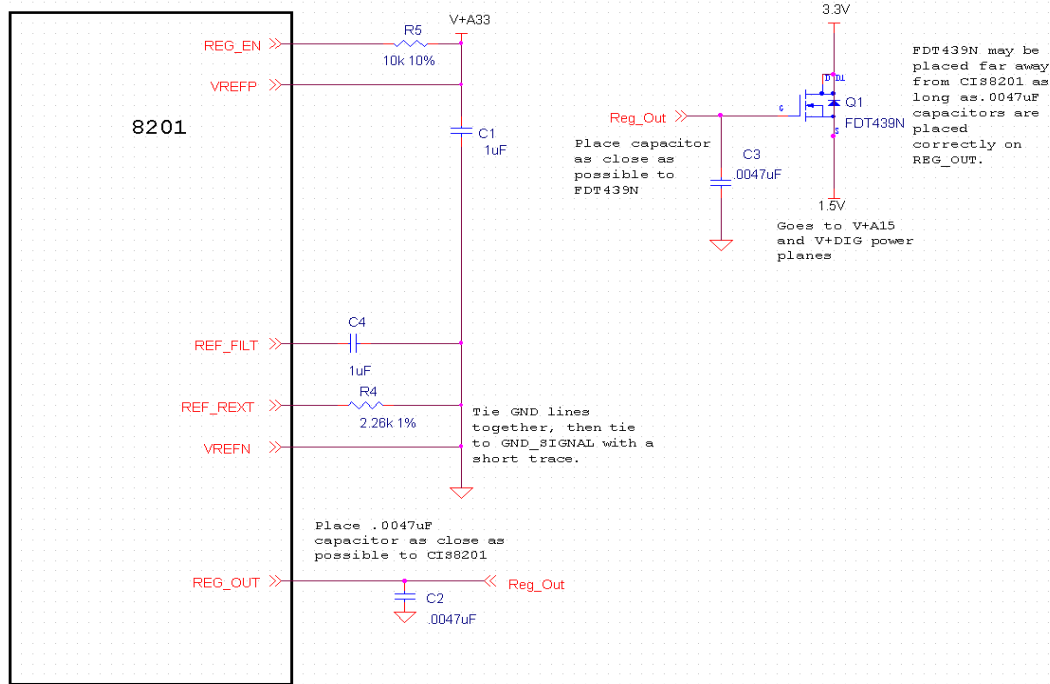 8201
REG_EN
R5
10k 10%
V+A33
VREFP
C1
1uF
REF_FILT
C4
1uF
REF_REXT
R4
2.26k 1%
VREFN
Tie GND lines
together, then tie
to GND_SIGNAL with a
short trace.
Place .0047uF
capacitor as close as
possible to CIS8201
REG_OUT
Reg_Out
C2
.0047uF
Reg_Out
Place capacitor
as close as
possible to
FDT439N
C3
.0047uF
3.3V
D
D1
G
Q1
FDT439N
S
1.5V
Goes to V+A15
and V+DIG power
planes
FDT439N may be
placed far away
from CIS8201 as
long as.0047uF
capacitors are
placed
correctly on
REG_OUT.